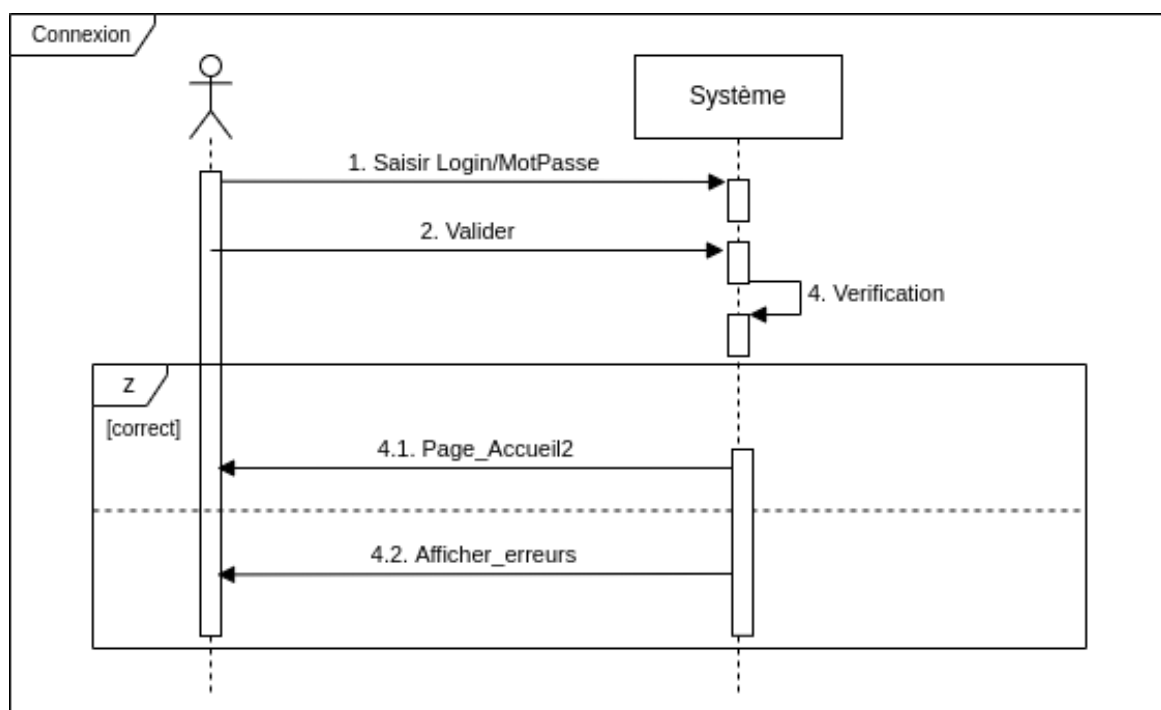 Connexion
Système
1. Saisir Login/MotPasse
2. Valider
4. Verification
z
[correct]
4.1. Page_Accueil2
4.2. Afficher_erreurs